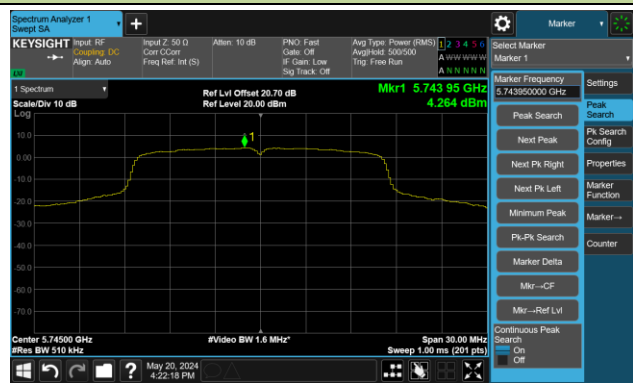 Spectrum Analyzer 1
Swept SA
Marker
KEYSIGHT
Input: RF
Coupling: DC
Align: Auto
Input Z: 50 Ω
Corr CCorr
Freq Ref: Int (S)
Atten: 10 dB
PNO: Fast
Gate: Off
IF Gain: Low
Sig Track: Off
Avg Type: Power (RMS)
Avg|Hold: 500/500
Trig: Free Run
1 2 3 4 5 6
A W W W W W
A N N N N N
Select Marker
Marker 1
1 Spectrum
Scale/Div 10 dB
Log
Ref Lvl Offset 20.70 dB
Ref Level 20.00 dBm
Mkr1 5.743 95 GHz
4.264 dBm
1
10.0
0.00
-10.0
-20.0
-30.0
-40.0
-50.0
-60.0
-70.0
Center 5.74500 GHz
#Res BW 510 kHz
#Video BW 1.6 MHz*
Span 30.00 MHz
Sweep 1.00 ms (201 pts)
Marker Frequency
5.743950000 GHz
Peak Search
Next Peak
Next Pk Right
Next Pk Left
Minimum Peak
Pk-Pk Search
Marker Delta
Mkr→CF
Mkr→Ref Lvl
Continuous Peak
Search
On
Off
Settings
Peak
Search
Pk Search
Config
Properties
Marker
Function
Marker→
Counter
?
May 20, 2024
4:22:18 PM